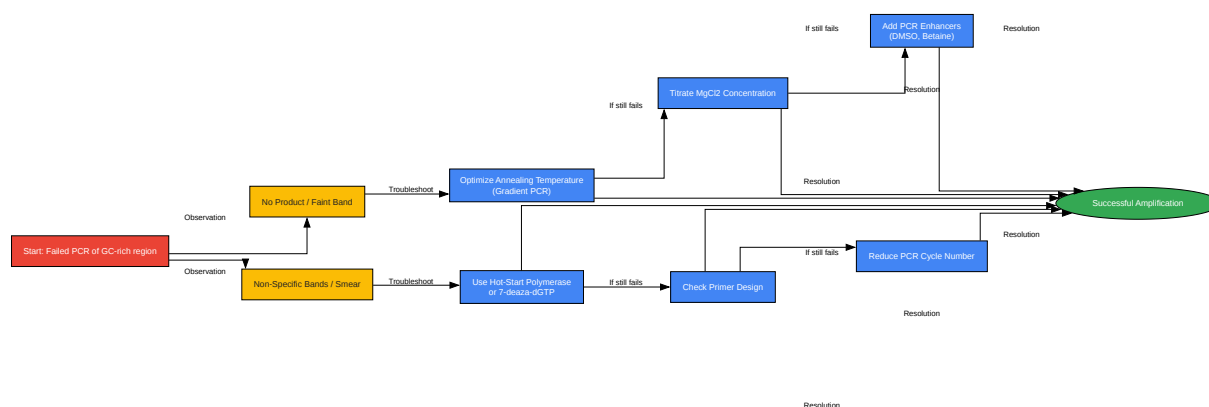 Add PCR Enhancers
(DMSO, Betaine)
If still fails
Resolution
Titrate MgCl2 Concentration
Resolution
If still fails
Optimize Annealing Temperature
(Gradient PCR)
Resolution
No Product / Faint Band
Troubleshoot
Successful Amplification
Observation
Resolution
Start: Failed PCR of GC-rich region
If still fails
Reduce PCR Cycle Number
Observation
Non-Specific Bands / Smear
Troubleshoot
Use Hot-Start Polymerase
or 7-deaza-dGTP
If still fails
Check Primer Design
Resolution
Resolution